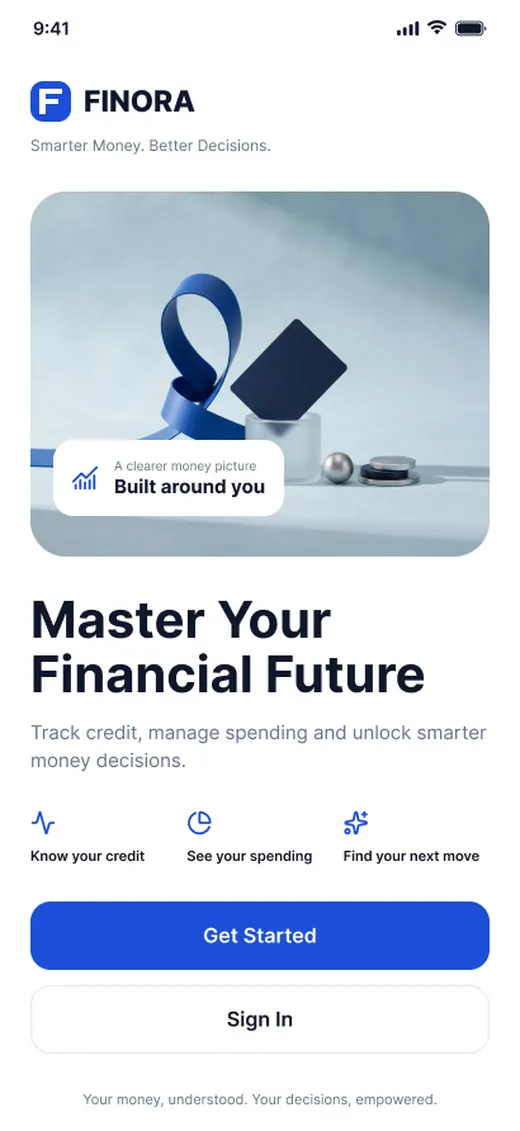 9:41
F FINORA
Smarter Money. Better Decisions.
A clearer money picture
Built around you
Master Your
Financial Future
Track credit, manage spending and unlock smarter
money decisions.
Know your credit
See your spending
Find your next move
Get Started
Sign In
Your money, understood. Your decisions, empowered.